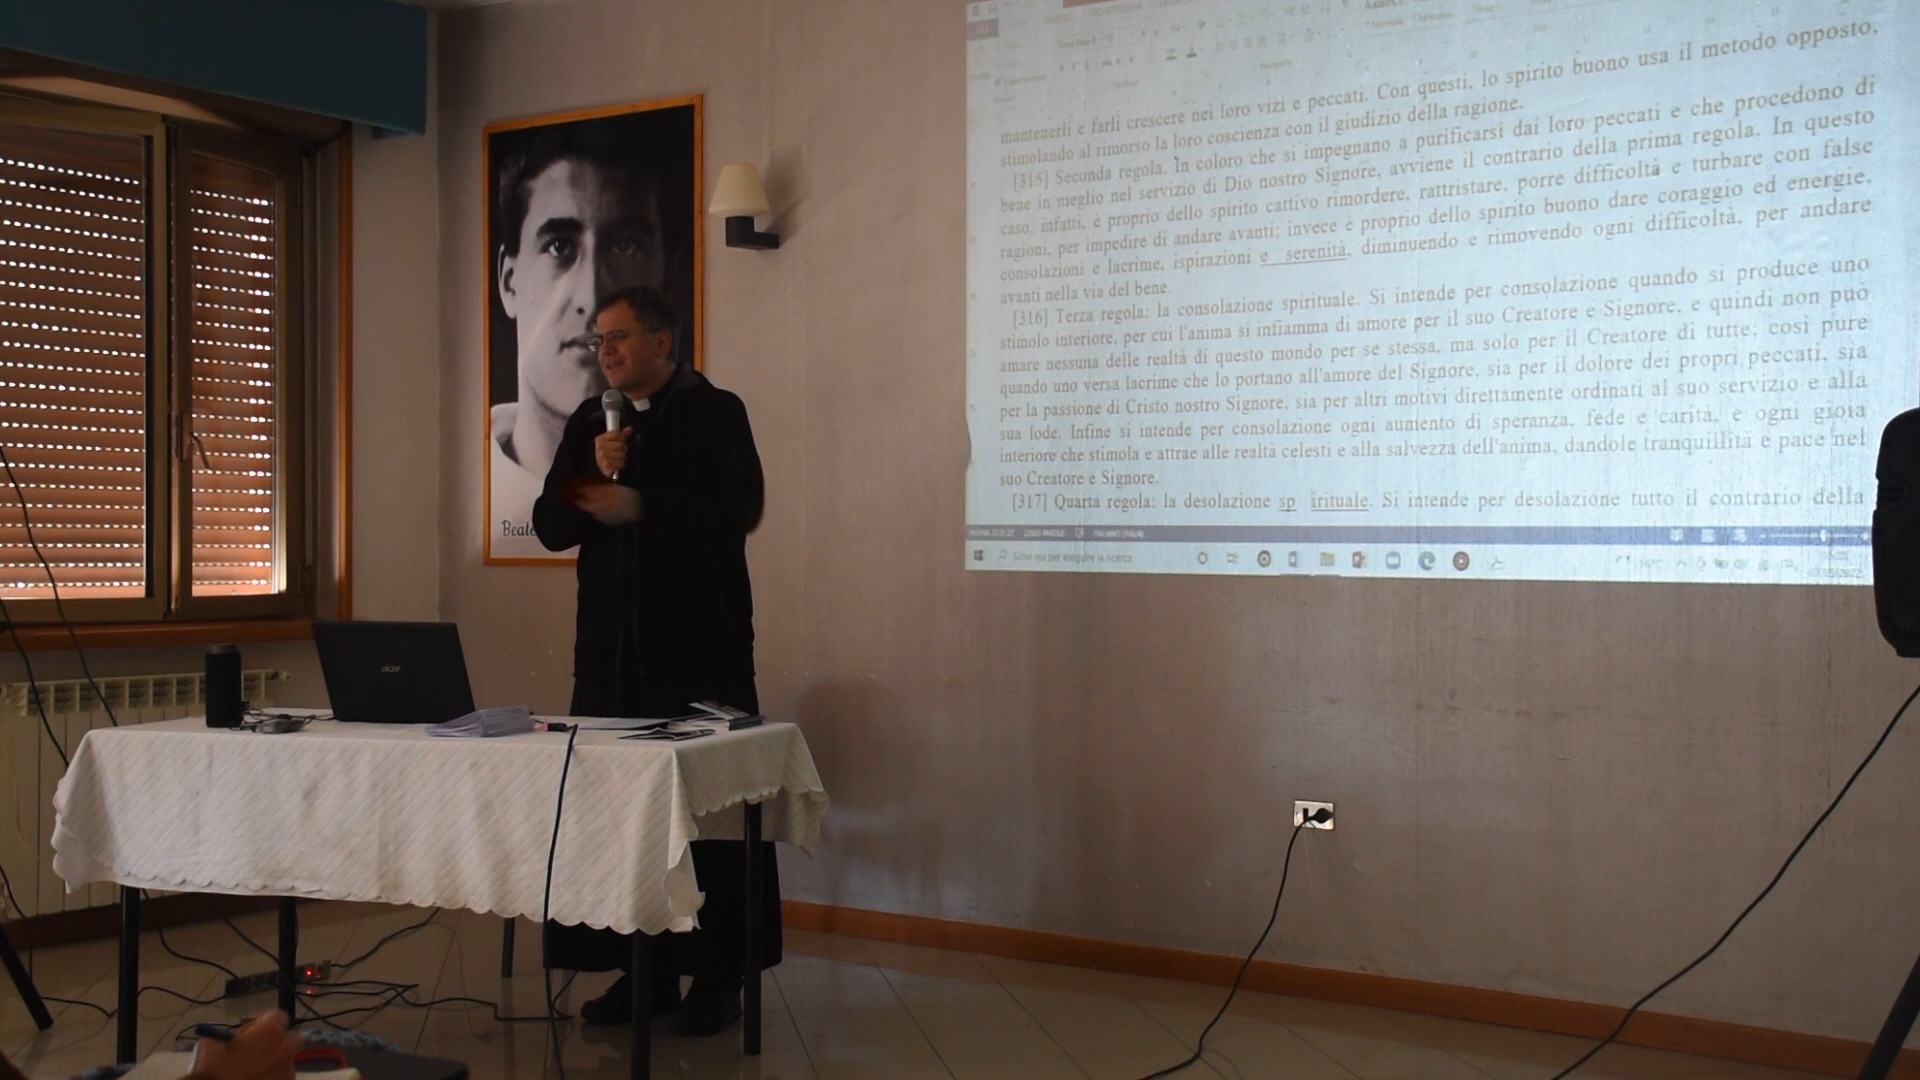 mantenerli e farli crescere nei loro vizi e peccati. Con questi, lo spirito buono usa il metodo opposto,
stimolando al rimorso la loro coscienza con il giudizio della ragione.
[315] Seconda regola. In coloro che si impegnano a purificarsi dai loro peccati e che procedono di
bene in meglio nel servizio di Dio nostro Signore, avviene il contrario della prima regola. In questo
caso, infatti, è proprio dello spirito cattivo rimordere, rattristare, porre difficoltà e turbare con false
ragioni, per impedire di andare avanti; invece è proprio dello spirito buono dare coraggio ed energie,
consolazioni e lacrime, ispirazioni e serenità, diminuendo e rimovendo ogni difficoltà, per andare
avanti nella via del bene.
[316] Terza regola: la consolazione spirituale. Si intende per consolazione quando si produce uno
stimolo interiore, per cui l'anima si infiamma di amore per il suo Creatore e Signore, e quindi non può
amare nessuna delle realtà di questo mondo per se stessa, ma solo per il Creatore di tutte; così pure
quando uno versa lacrime che lo portano all'amore del Signore, sia per il dolore dei propri peccati, sia
per la passione di Cristo nostro Signore, sia per altri motivi direttamente ordinati al suo servizio e alla
sua lode. Infine si intende per consolazione ogni aumento di speranza, fede e carità, e ogni gioia
interiore che stimola e attrae alle realtà celesti e alla salvezza dell'anima, dandole tranquillità e pace nel
suo Creatore e Signore.
[317] Quarta regola: la desolazione sp irituale. Si intende per desolazione tutto il contrario della
ITALIANO (ITALIA)
Scrivi qui per eseguire la ricerca
Beato
acer